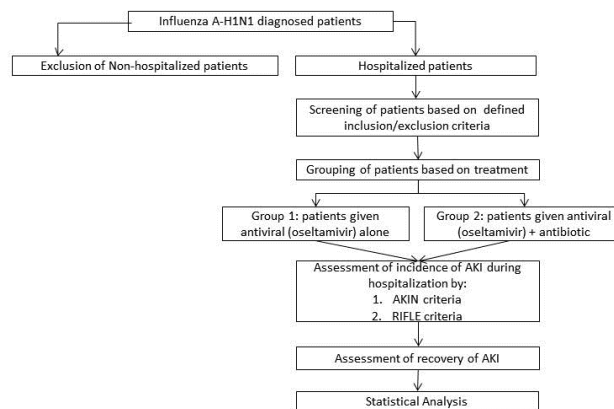 Influenza A-H1N1 diagnosed patients
Exclusion of Non-hospitalized patients
Hospitalized patients
Screening of patients based on defined
inclusion/exclusion criteria
Grouping of patients based on treatment
Group 1: patients given
antiviral (oseltamivir) alone
Group 2: patients given antiviral
(oseltamivir) + antibiotic
Assessment of incidence of AKI during
hospitalization by:
1. AKIN criteria
2. RIFLE criteria
Assessment of recovery of AKI
Statistical Analysis